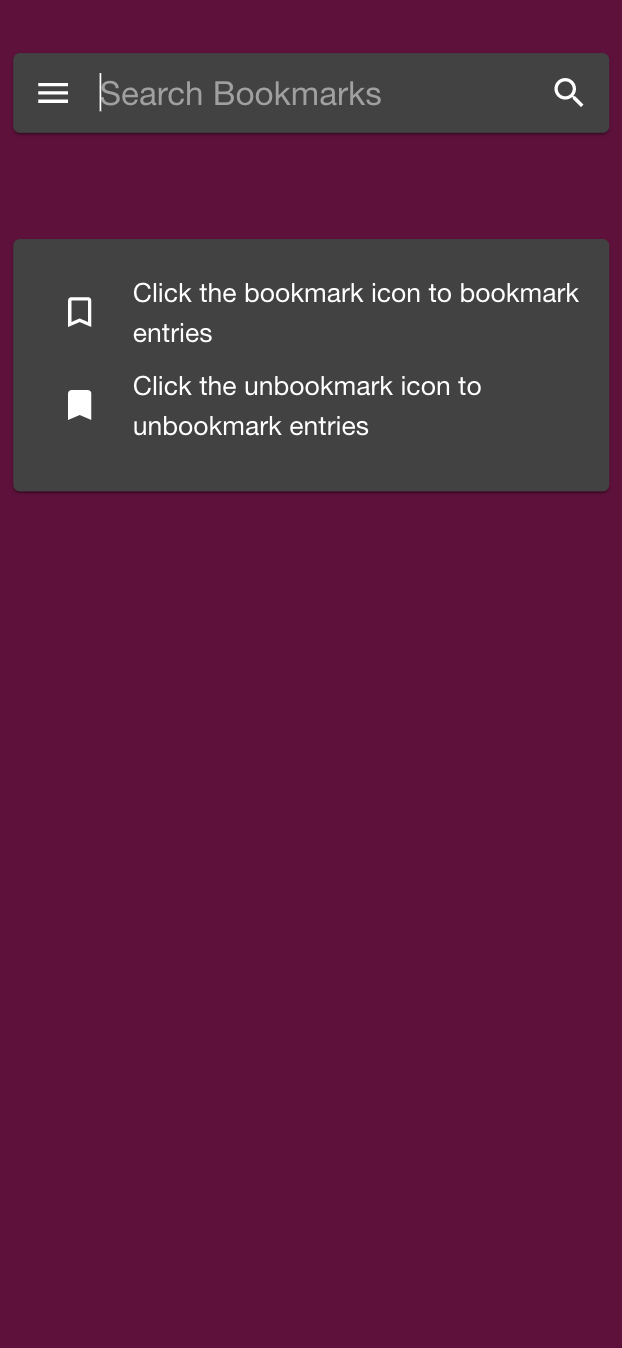 Search Bookmarks
Click the bookmark icon to bookmark
entries
Click the unbookmark icon to
unbookmark entries